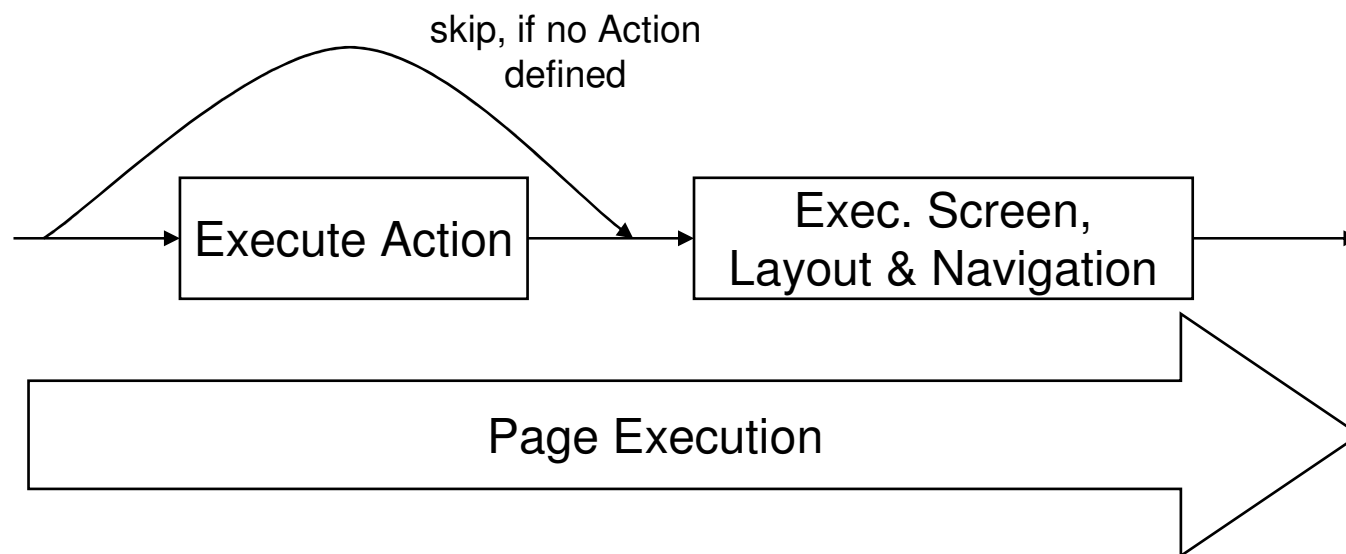 skip, if no Action
defined
Execute Action
Exec. Screen,
Layout & Navigation
Page Execution